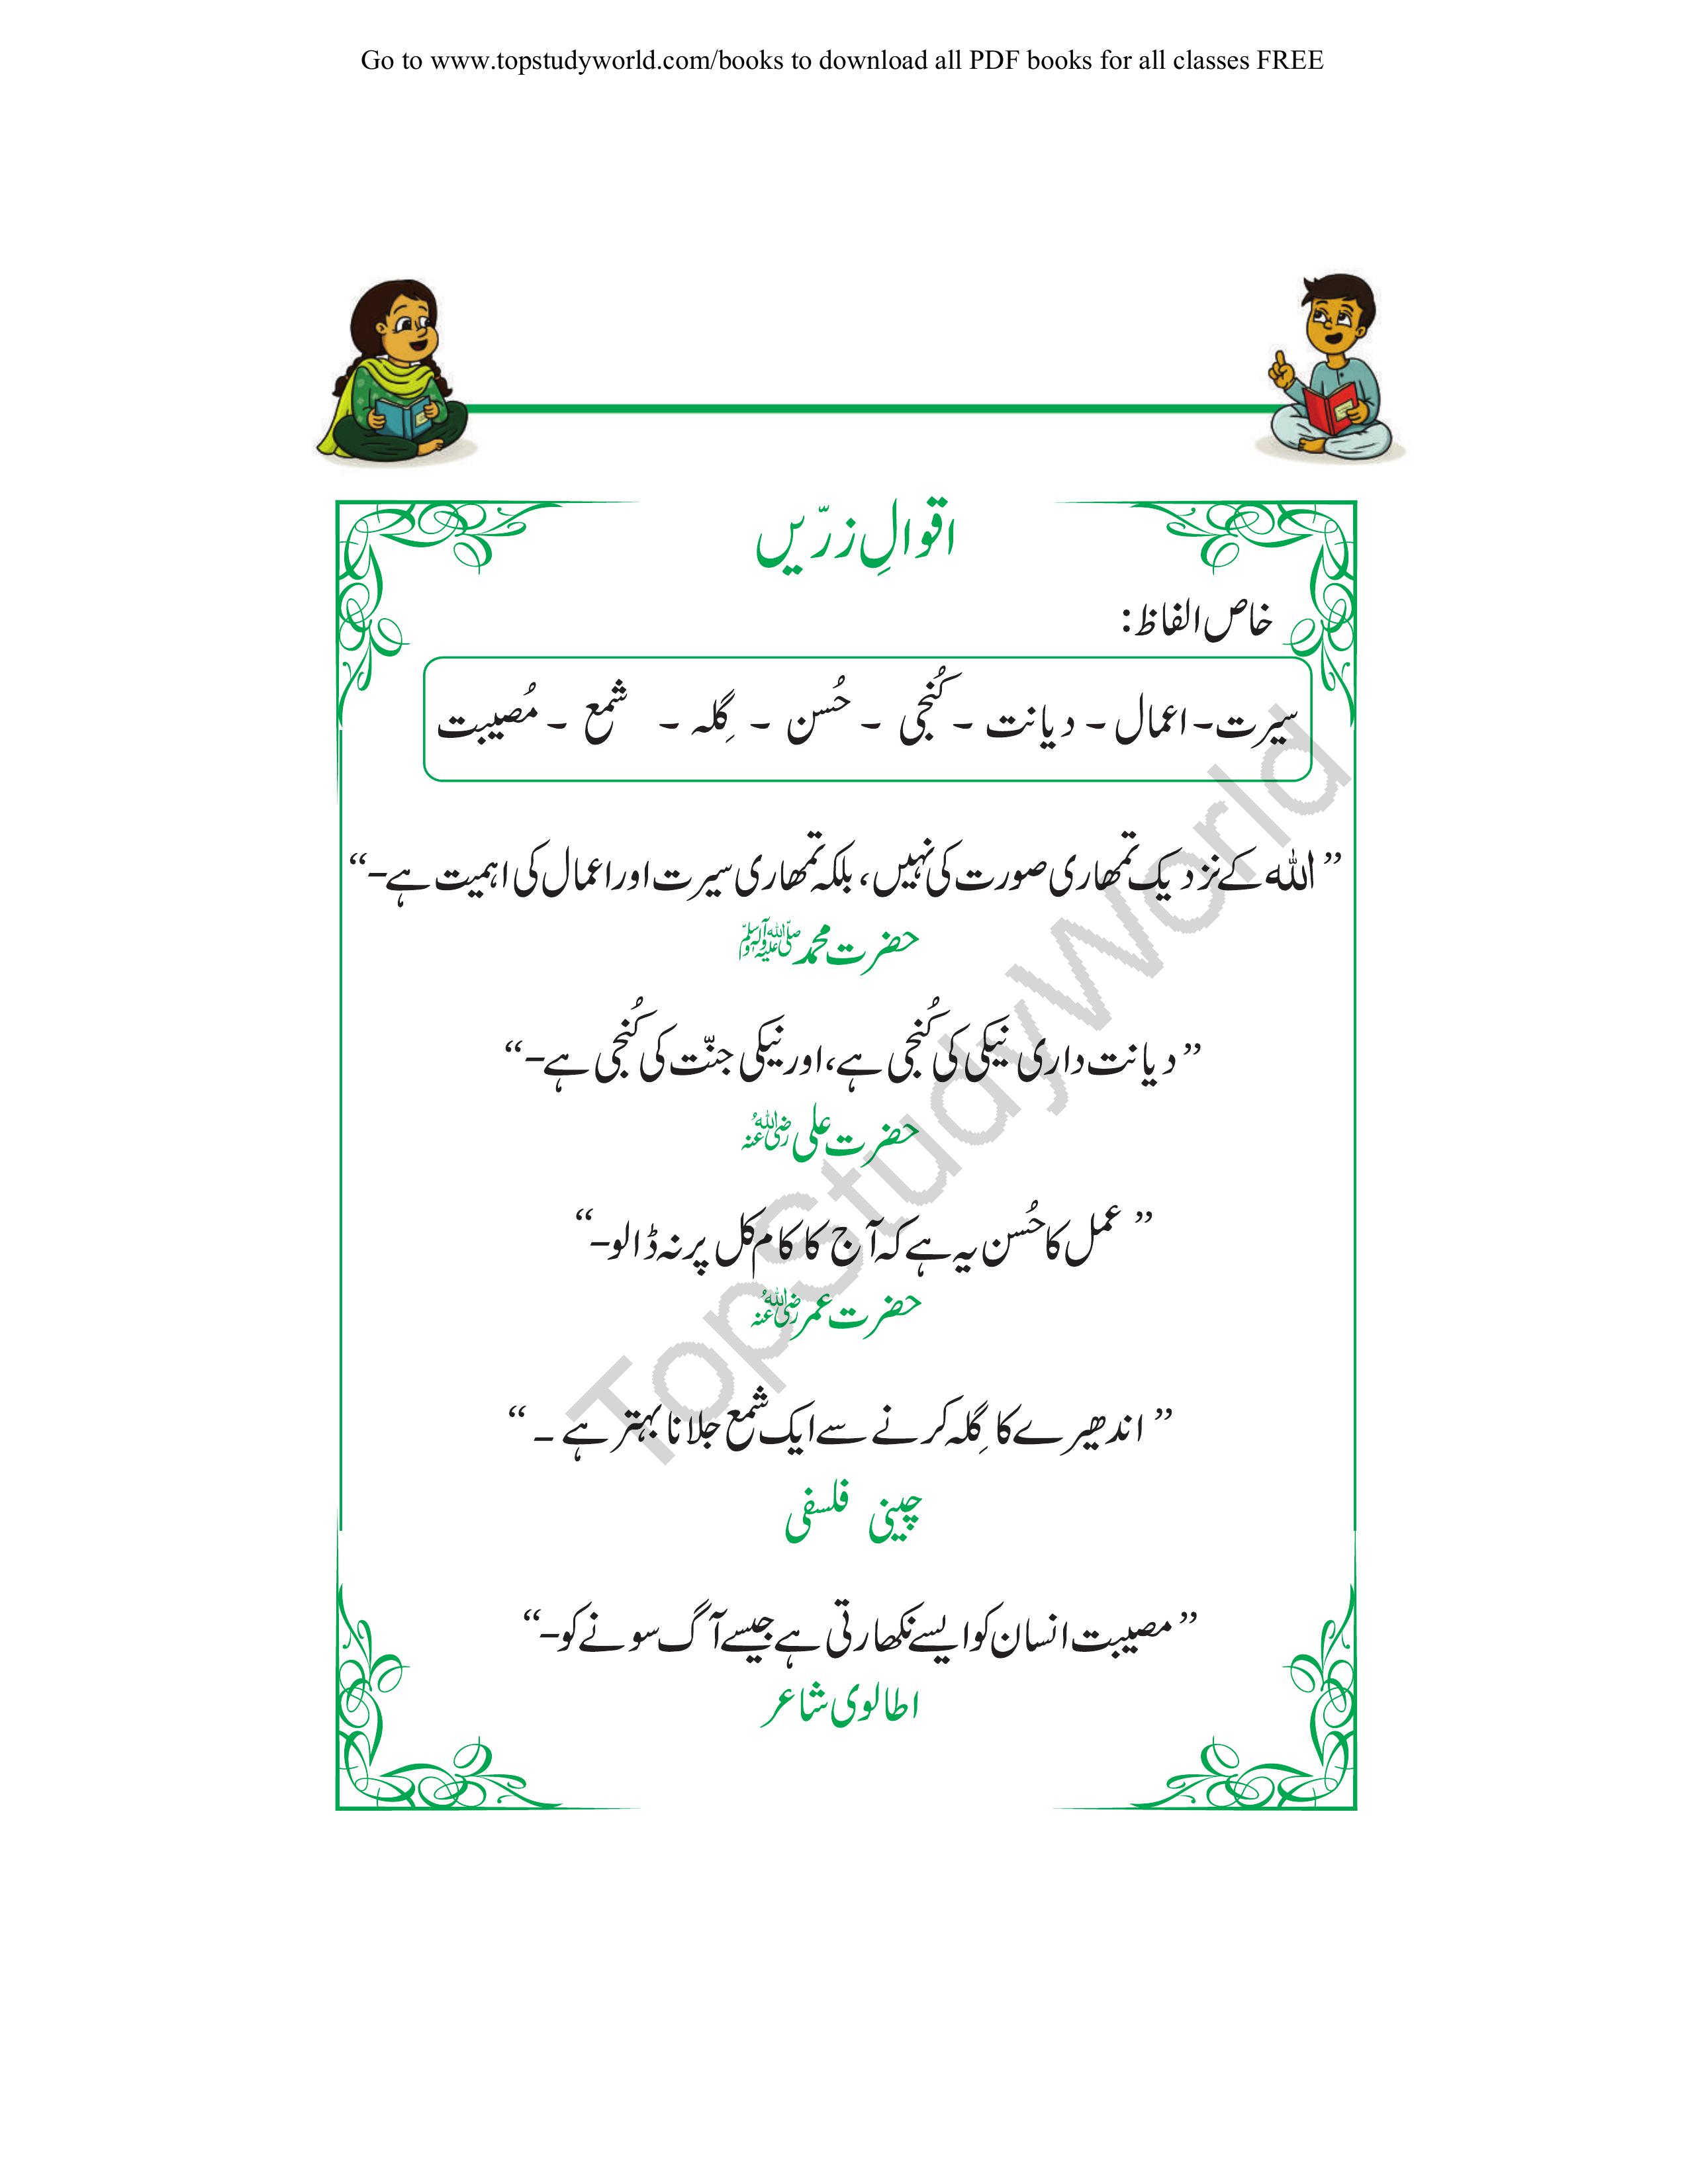 Go to www.topstudyworld.com/books to download all PDF books for all classes FREE
اقوالِ زرّیں
خاص الفاظ:
سیرت۔ اعمال ۔ دیانت ۔ کُنجی ۔ حُسن ۔ گِلہ ۔ شمع ۔ مُصیبت
”اللہ کے نزدیک تمھاری صورت کی نہیں، بلکہ تمھاری سیرت اور اعمال کی اہمیت ہے۔“
حضرت محمد ﷺ
”دیانت داری نیکی کی کُنجی ہے، اور نیکی جنّت کی کُنجی ہے۔“
حضرت علی رضی اللہ عنہُ
”عمل کا حُسن یہ ہے کہ آج کا کام کل پر نہ ڈالو۔“
حضرت عمر رضی اللہ عنہُ
”اندھیرے کا گِلہ کرنے سے ایک شمع جلانا بہتر ہے ۔“
چینی فلسفی
”مصیبت انسان کو ایسے نکھارتی ہے جیسے آگ سونے کو۔“
اطالوی شاعر
TopStudyWorld